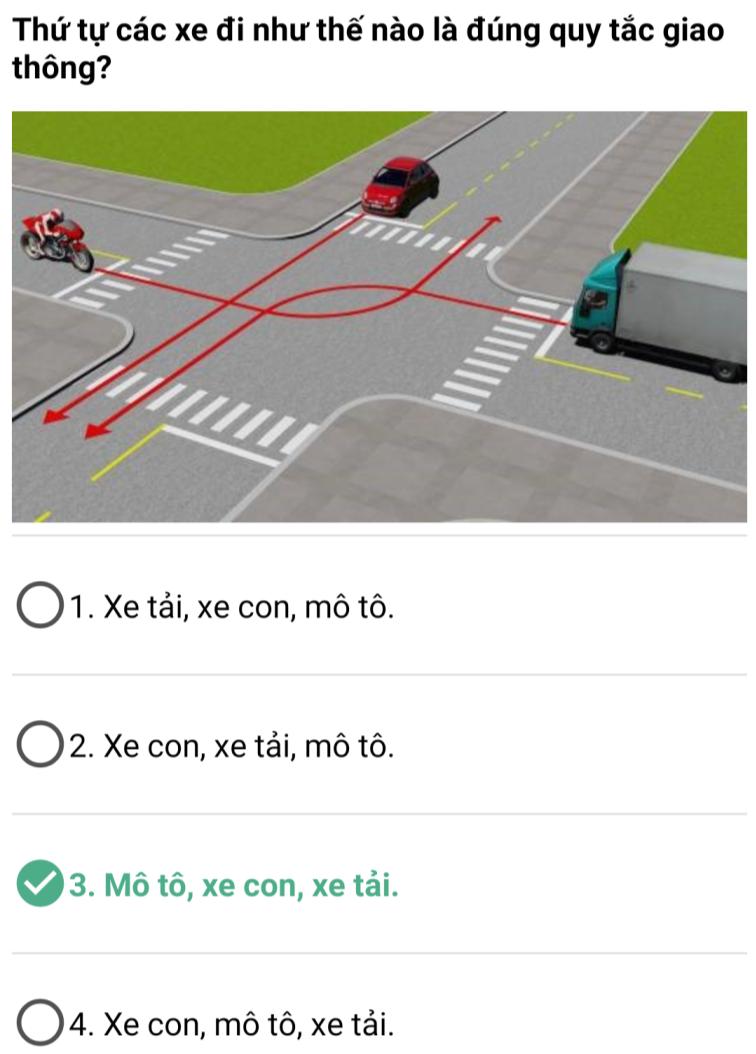 Thứ tự các xe đi như thế nào là đúng quy tắc giao
thông?
1. Xe tải, xe con, mô tô.
2. Xe con, xe tải, mô tô.
3. Mô tô, xe con, xe tải.
4. Xe con, mô tô, xe tải.